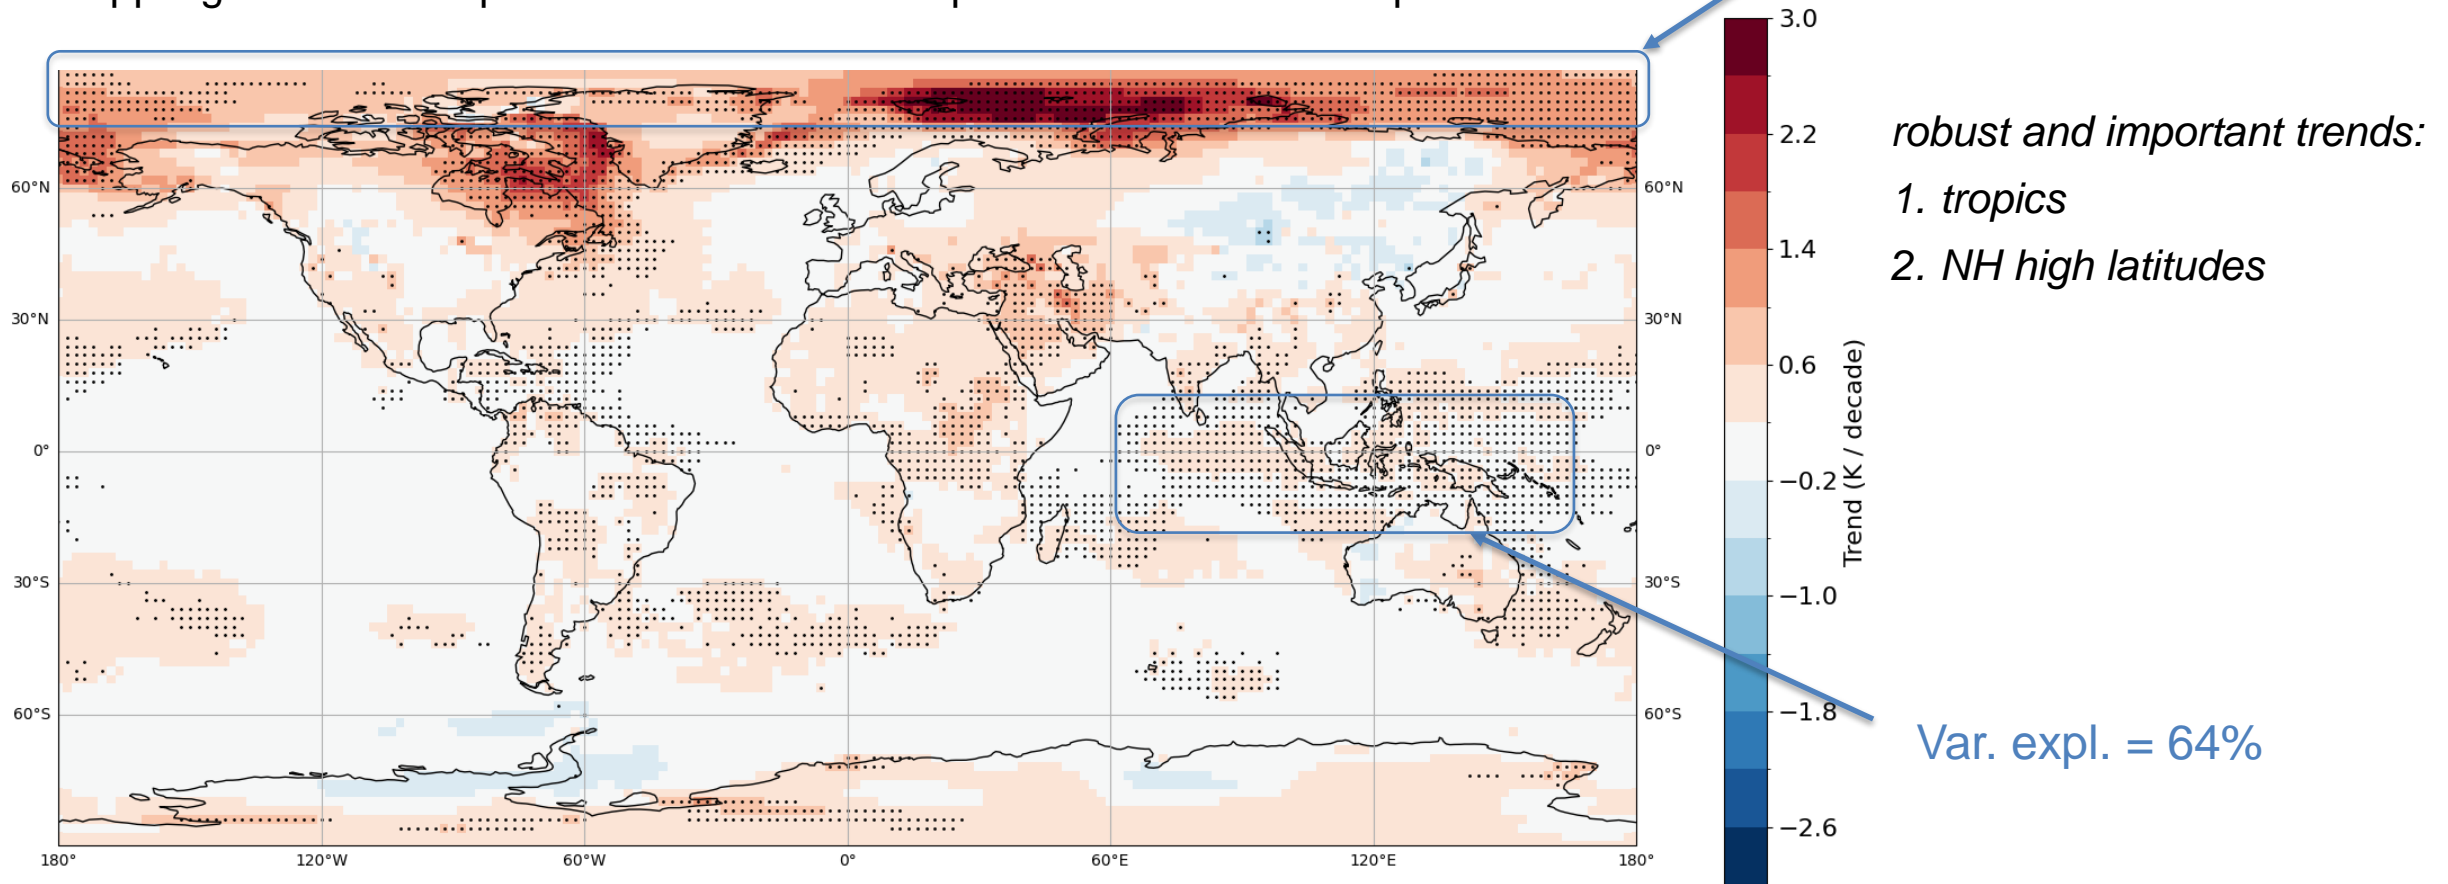 3.0
2.2
1.4
0.6
−0.2
−1.0
−1.8
−2.6
Trend (K / decade)
60°N
30°N
0°
30°S
60°S
60°N
30°N
0°
30°S
60°S
180°
120°W
60°W
0°
60°E
120°E
180°
robust and important trends:
1. tropics
2. NH high latitudes
Var. expl. = 64%